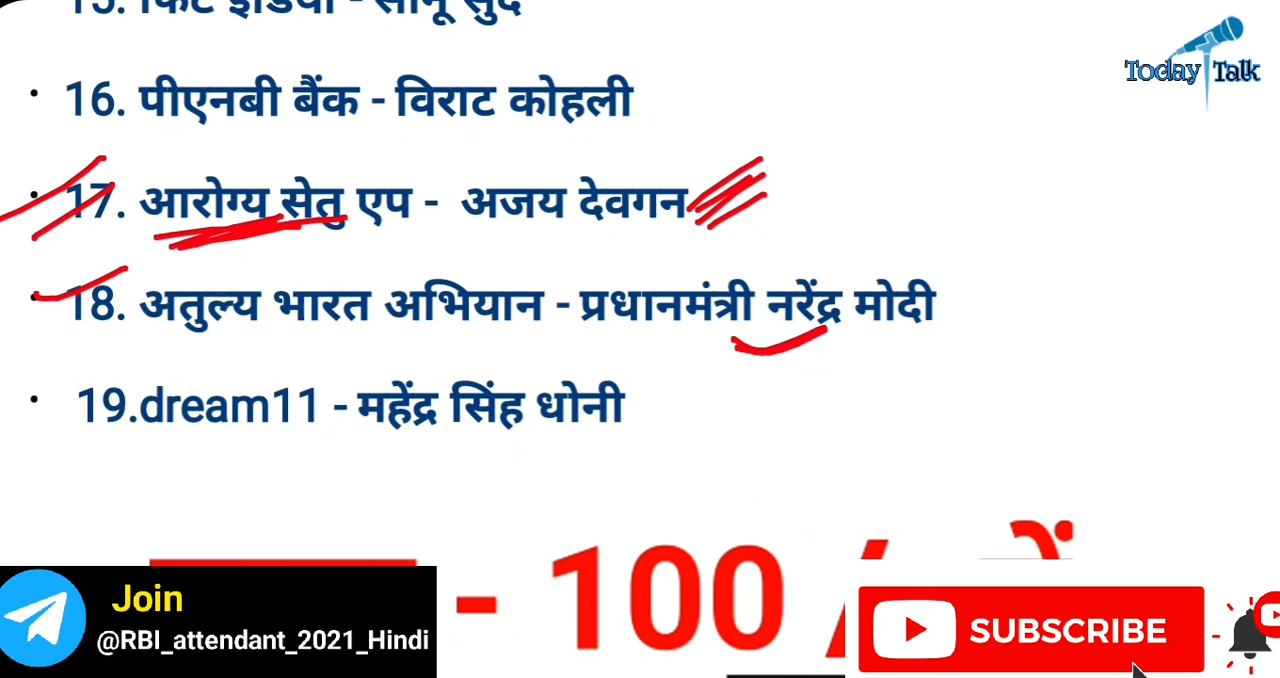 15. फिट इंडिया - सोनू सूद
Today Talk
16. पीएनबी बैंक - विराट कोहली
17. आरोग्य सेतु एप - अजय देवगन
18. अतुल्य भारत अभियान - प्रधानमंत्री नरेंद्र मोदी
19.dream11 - महेंद्र सिंह धोनी
- 100
Join
@RBI_attendant_2021_Hindi
SUBSCRIBE